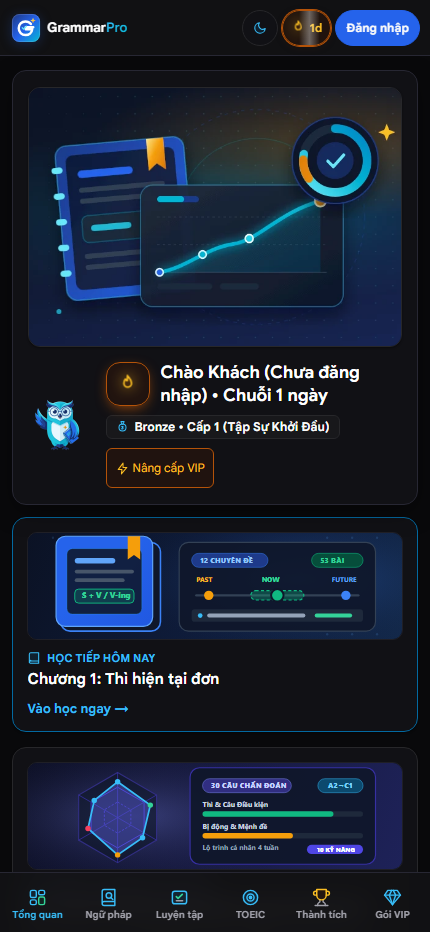 GrammarPro
1d
Đăng nhập
Chào Khách (Chưa đăng
nhập) • Chuỗi 1 ngày
Bronze • Cấp 1 (Tập Sự Khởi Đầu)
Nâng cấp VIP
S + V / V-ing
12 CHUYÊN ĐỀ
53 BÀI
PAST
NOW
FUTURE
HỌC TIẾP HÔM NAY
Chương 1: Thì hiện tại đơn
Vào học ngay →
30 CÂU CHẨN ĐOÁN
A2–C1
Thì & Câu Điều kiện
Bị động & Mệnh đề
Lộ trình cá nhân 4 tuần
18 KỸ NĂNG
Tổng quan
Ngữ pháp
Luyện tập
TOEIC
Thành tích
Gói VIP